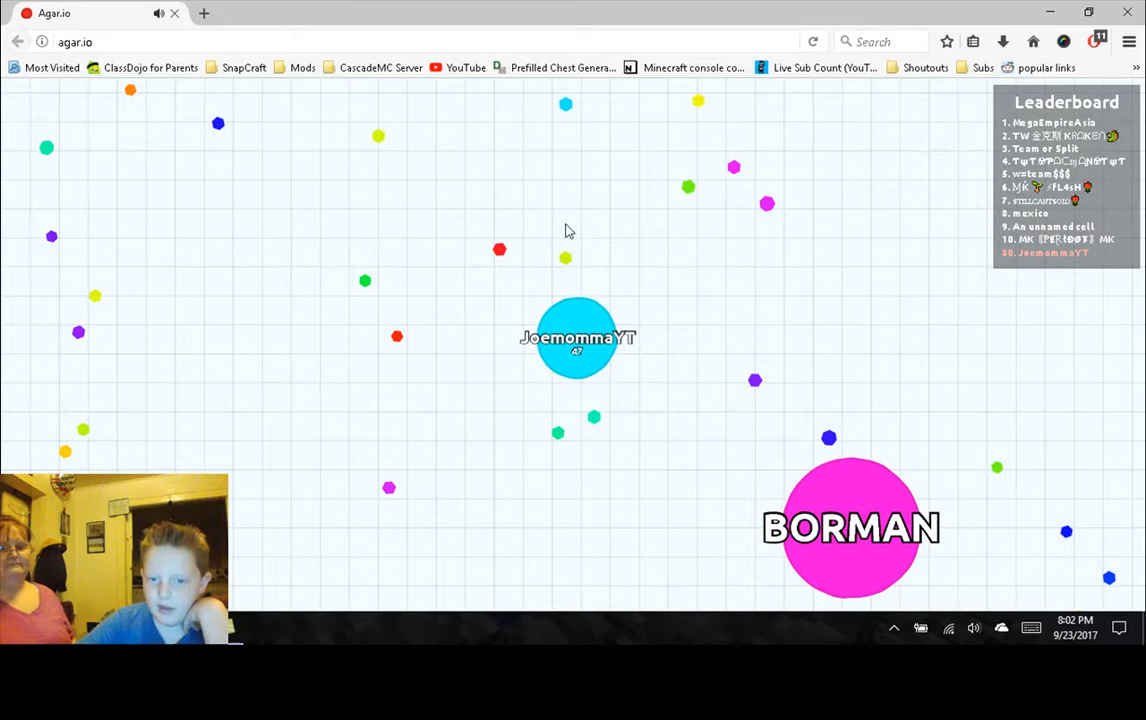 Agar.io
agar.io
Search
11
Most Visited
ClassDojo for Parents
SnapCraft
Mods
CascadeMC Server
YouTube
Prefilled Chest Genera...
Minecraft console co...
Live Sub Count (YouT...
Shoutouts
Subs
popular links
»
Leaderboard
1. MegaEmpireAsia
3. Team or Split
5. w=team$$$
8. mexico
9. An unnamed cell
80. JoemommaYT
JoemommaYT
47
BORMAN
8:02 PM
9/23/2017